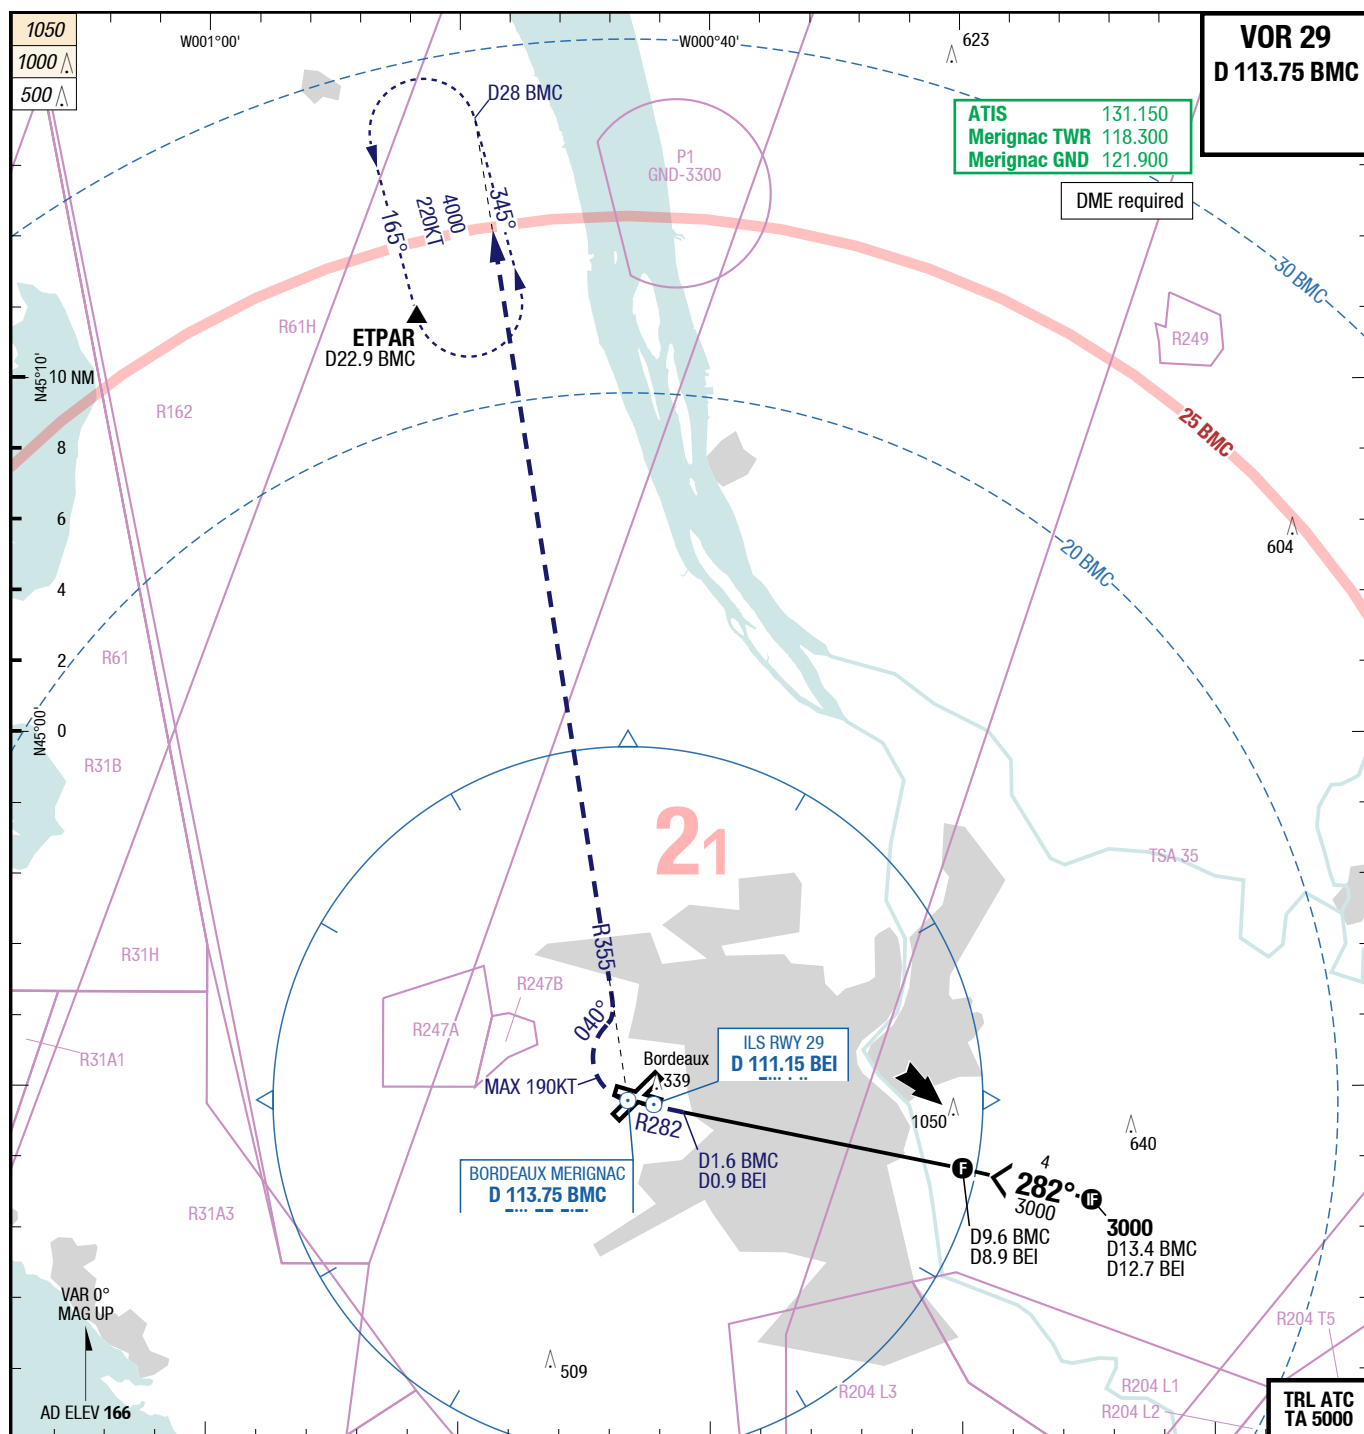 1050
1000
500
W001°00'
W000°40'
623
VOR 29
D 113.75 BMC
ATIS 131.150
Merignac TWR 118.300
Merignac GND 121.900
DME required
D28 BMC
P1
GND-3300
345°
4000
220KT
165°
30 BMC
R61H
ETPAR
D22.9 BMC
R249
N45°10'
10 NM
R162
25 BMC
8
6
604
20 BMC
4
R61
2
N45°00'
0
R31B
21
TSA 35
R355
R31H
R247B
R247A
040°
R31A1
ILS RWY 29
D 111.15 BEI
Bordeaux
339
MAX 190KT
R282
1050
640
D1.6 BMC
D0.9 BEI
BORDEAUX MERIGNAC
D 113.75 BMC
F
4
282°
3000
IF
3000
D13.4 BMC
D12.7 BEI
D9.6 BMC
D8.9 BEI
R31A3
VAR 0°
MAG UP
R204 T5
509
R204 L3
R204 L1
R204 L2
AD ELEV 166
TRL ATC
TA 5000